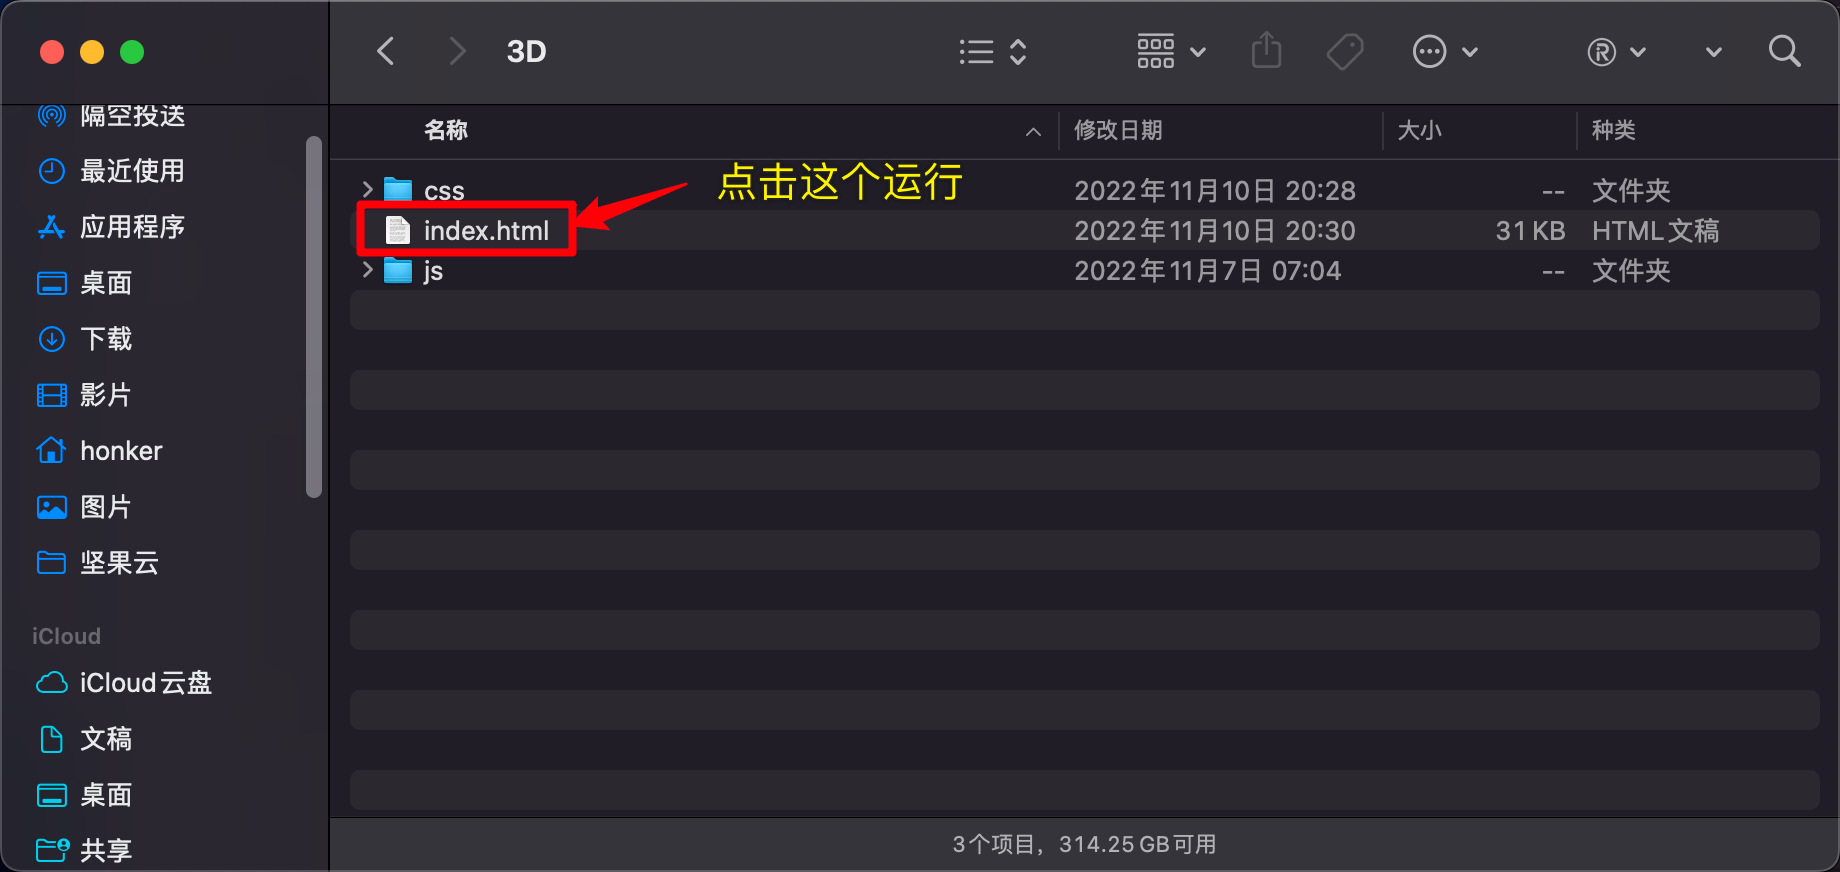 3D
隔空投送
最近使用
应用程序
桌面
下载
影片
honker
图片
坚果云
iCloud
iCloud云盘
文稿
桌面
共享
名称 修改日期 大小 种类
点击这个运行
css 2022年11月10日 20:28 -- 文件夹
index.html 2022年11月10日 20:30 31 KB HTML文稿
js 2022年11月7日 07:04 -- 文件夹
3个项目，314.25 GB可用